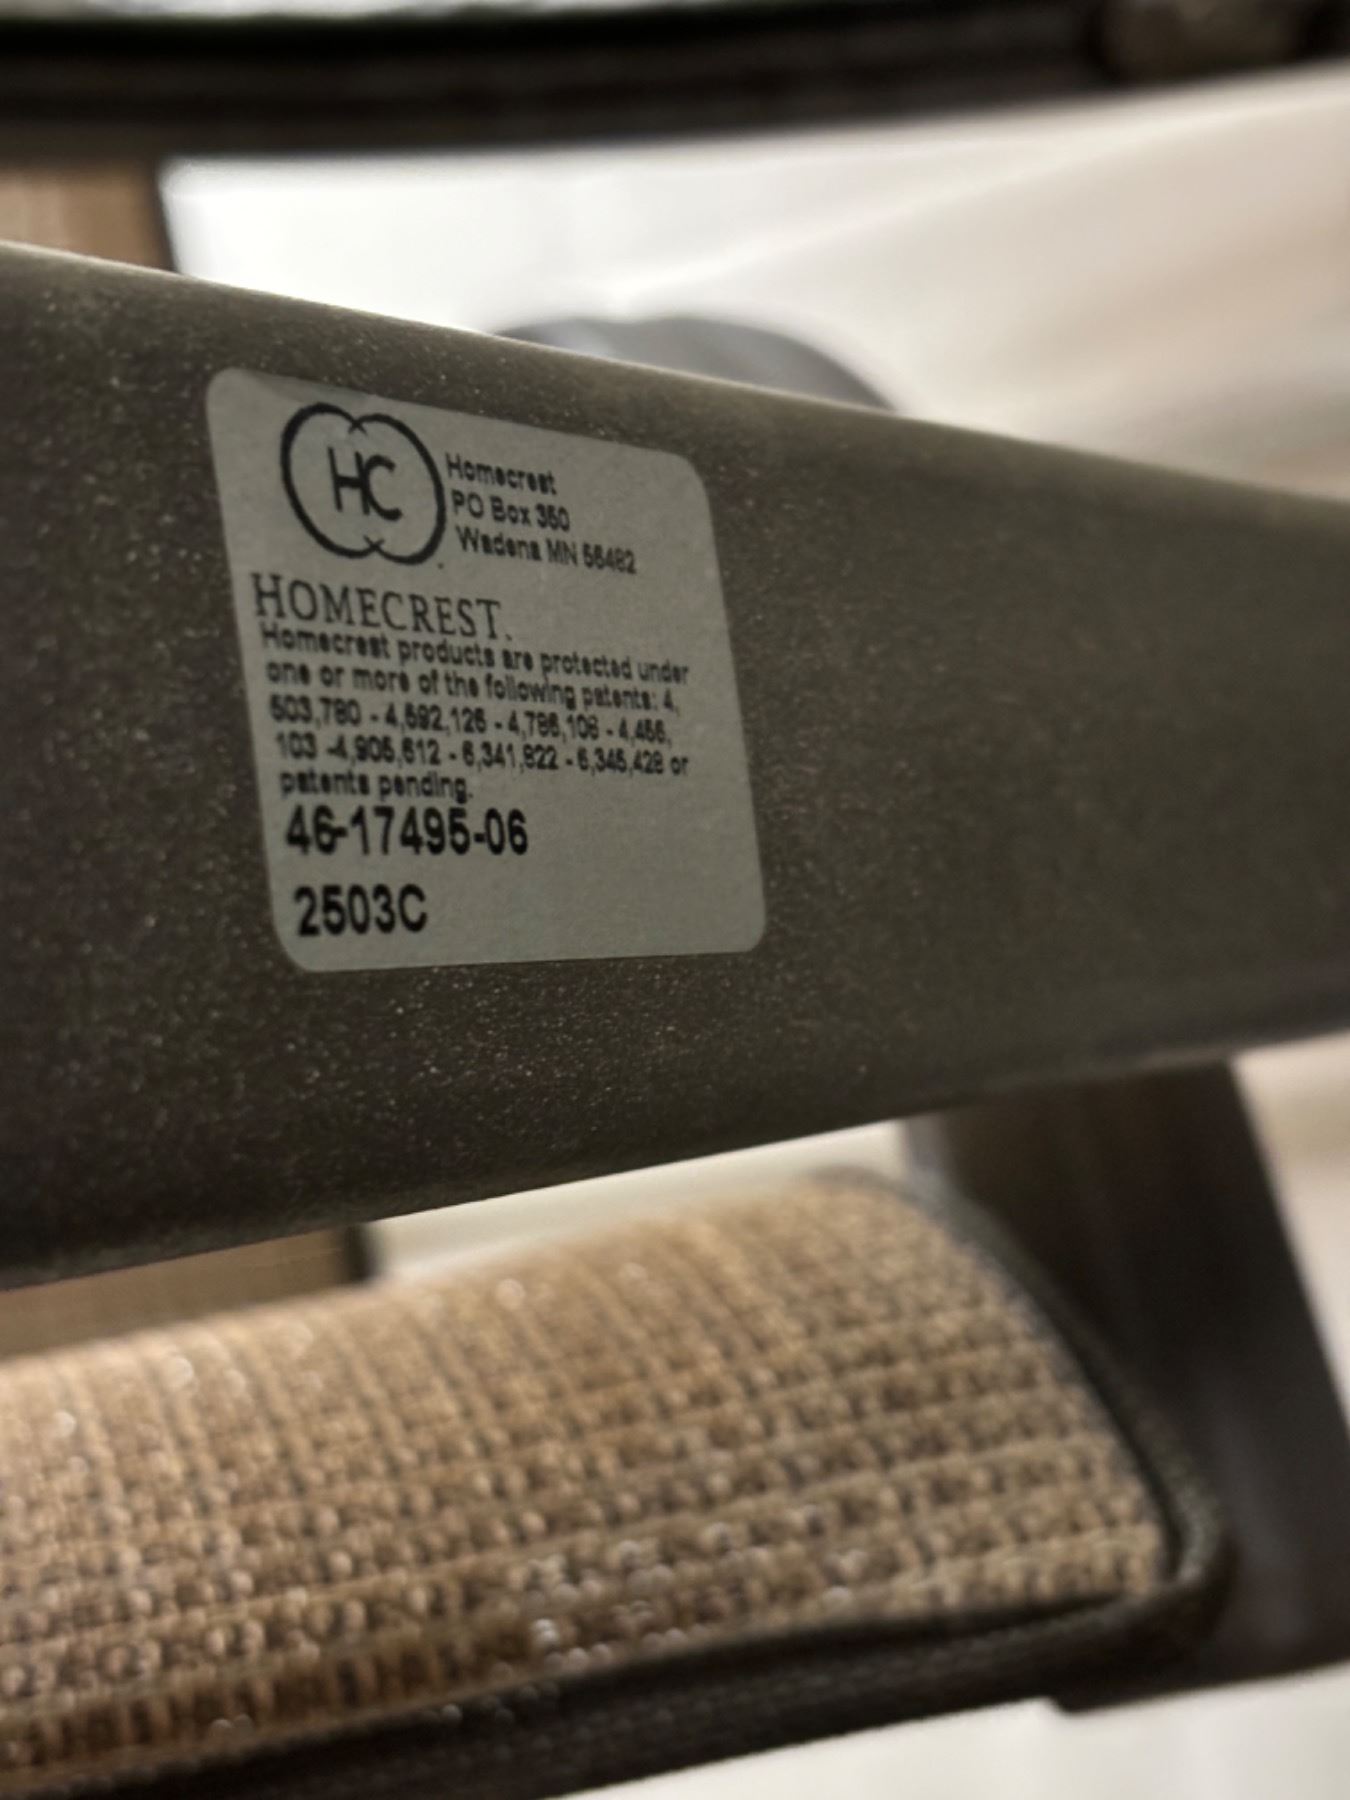 HC
Homecrest
PO Box 350
Wadena MN 56482
HOMECREST.
Homecrest products are protected under
one or more of the following patents: 4,
503,780 - 4,592,126 - 4,786,108 - 4,456,
103 -4,905,612 - 6,341,822 - 6,345,428 or
patents pending.
46-17495-06
2503C